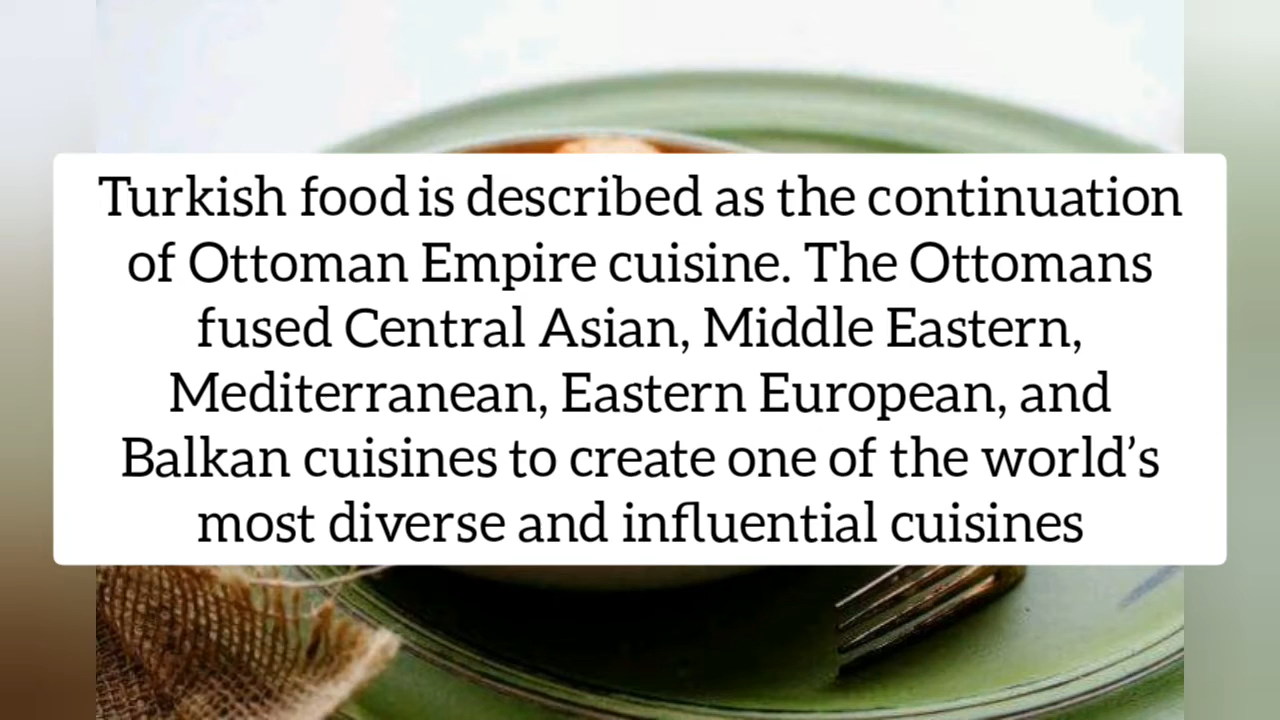 Turkish food is described as the continuation
of Ottoman Empire cuisine. The Ottomans
fused Central Asian, Middle Eastern,
Mediterranean, Eastern European, and
Balkan cuisines to create one of the world’s
most diverse and influential cuisines